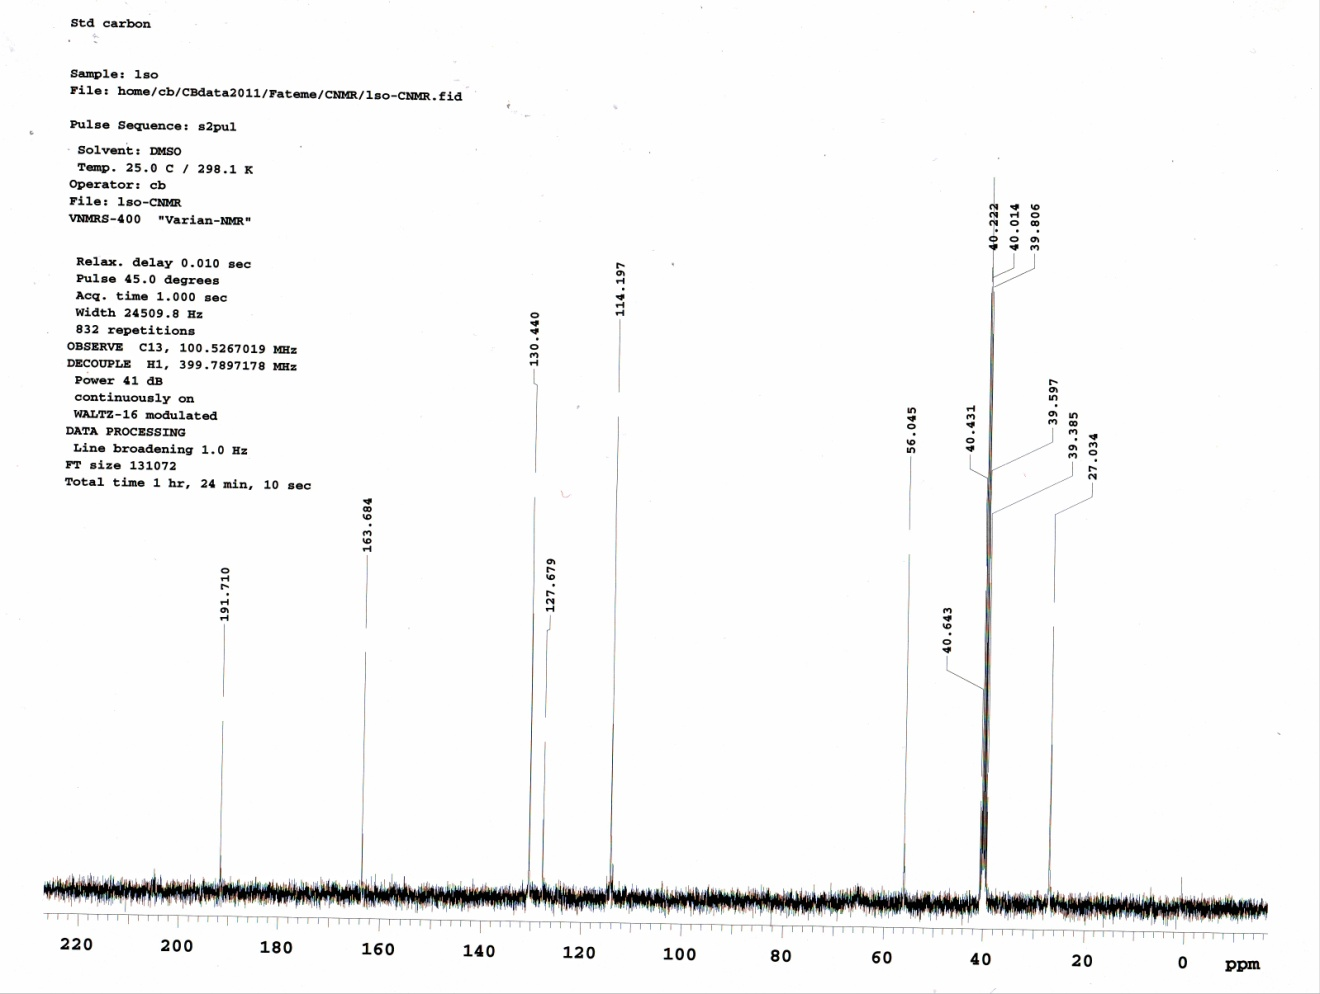 Std carbon
Sample: lso
File: home/cb/CBdata2011/Fateme/CNMR/lso-CNMR.fid
Pulse Sequence: s2pul
Solvent: DMSO
Temp. 25.0 C / 298.1 K
Operator: cb
File: lso-CNMR
VNMRS-400 "Varian-NMR"
Relax. delay 0.010 sec
Pulse 45.0 degrees
Acq. time 1.000 sec
Width 24509.8 Hz
832 repetitions
OBSERVE C13, 100.5267019 MHz
DECOUPLE H1, 399.7897178 MHz
Power 41 dB
continuously on
WALTZ-16 modulated
DATA PROCESSING
Line broadening 1.0 Hz
FT size 131072
Total time 1 hr, 24 min, 10 sec
191.710
163.684
130.440
127.679
114.197
56.045
40.643
40.431
40.222
40.014
39.806
39.597
39.385
27.034
220 200 180 160 140 120 100 80 60 40 20 0 ppm